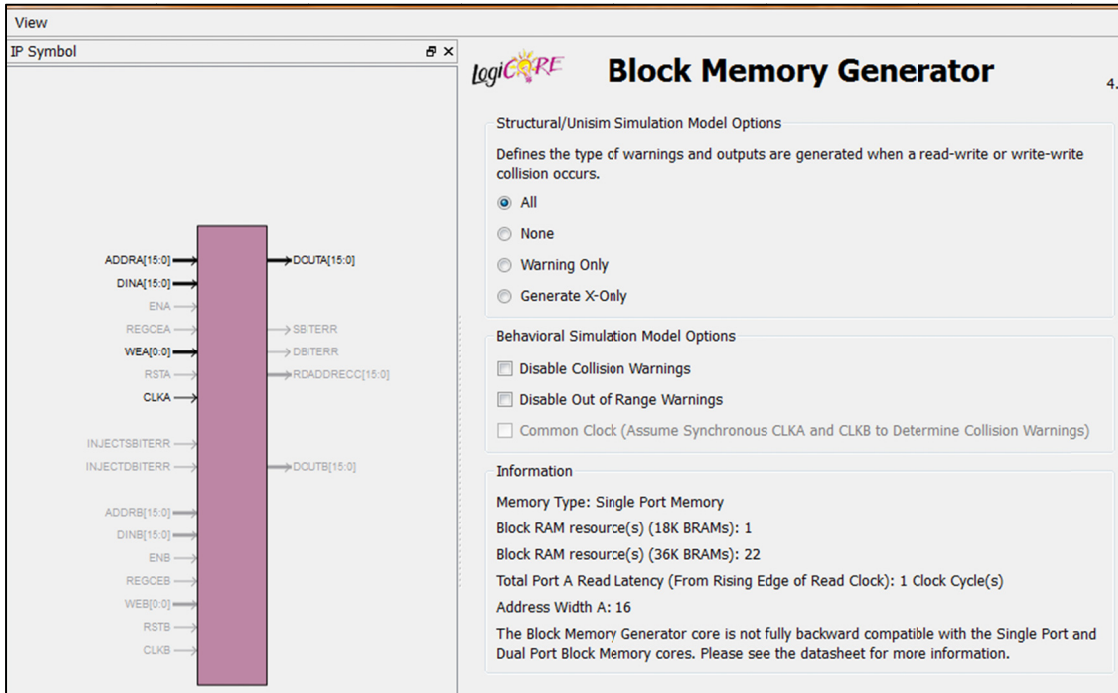 View
IP Symbol
LogiCORE
Block Memory Generator
4.
Structural/Unisim Simulation Model Options
Defines the type of warnings and outputs are generated when a read-write or write-write
collision occurs.
All
None
Warning Only
Generate X-Only
Behavioral Simulation Model Options
Disable Collision Warnings
Disable Out of Range Warnings
Common Clock (Assume Synchronous CLKA and CLKB to Determine Collision Warnings)
Information
Memory Type: Single Port Memory
Block RAM resource(s) (18K BRAMs): 1
Block RAM resource(s) (36K BRAMs): 22
Total Port A Read Latency (From Rising Edge of Read Clock): 1 Clock Cycle(s)
Address Width A: 16
The Block Memory Generator core is not fully backward compatible with the Single Port and
Dual Port Block Memory cores. Please see the datasheet for more information.
ADDRA[15:0]
DINA[15:0]
ENA
REGCEA
WEA[0:0]
RSTA
CLKA
INJECTSBITERR
INJECTDBITERR
ADDRB[15:0]
DINB[15:0]
ENB
REGCEB
WEB[0:0]
RSTB
CLKB
DOUTA[15:0]
SBITERR
DBITERR
RDADDRECC[15:0]
DOUTB[15:0]